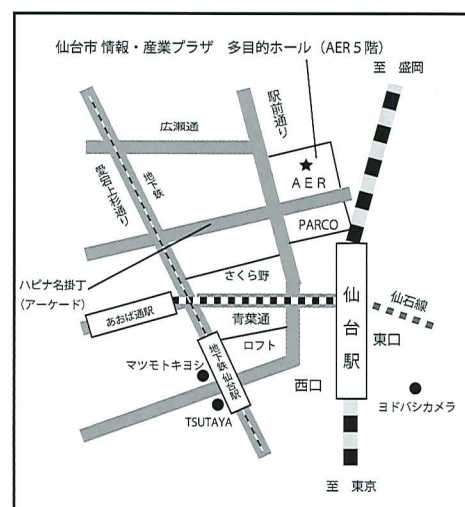 仙台市 情報・産業プラザ 多目的ホール（AER５階）
至 盛岡
駅前通り
広瀬通
愛宕上杉通り
地下鉄
★
ＡＥＲ
PARCO
ハピナ名掛丁
（アーケード）
さくら野
あおば通駅
青葉通
仙台駅
仙石線
東口
ロフト
マツモトキヨシ
地下鉄仙台駅
西口
TSUTAYA
ヨドバシカメラ
至 東京